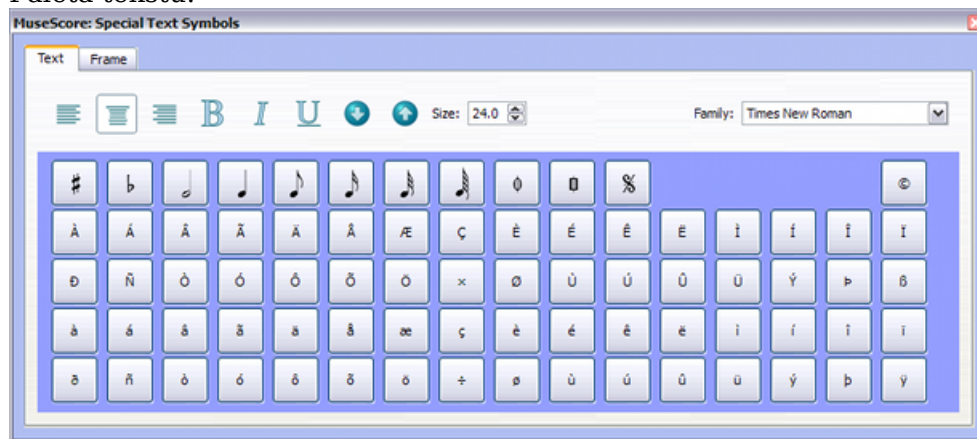 Paleta tekstu:
MuseScore: Special Text Symbols
Text Frame
B I U Size: 24.0 Family: Times New Roman
♯ ♭ ©
À Á Â Ã Ä Å Æ Ç È É Ê Ë Ì Í Î Ï
Ð Ñ Ò Ó Ô Õ Ö × Ø Ù Ú Û Ü Ý Þ ß
à á â ã ä å æ ç è é ê ë ì í î ï
ð ñ ò ó ô õ ö ÷ ø ù ú û ü ý þ ÿ